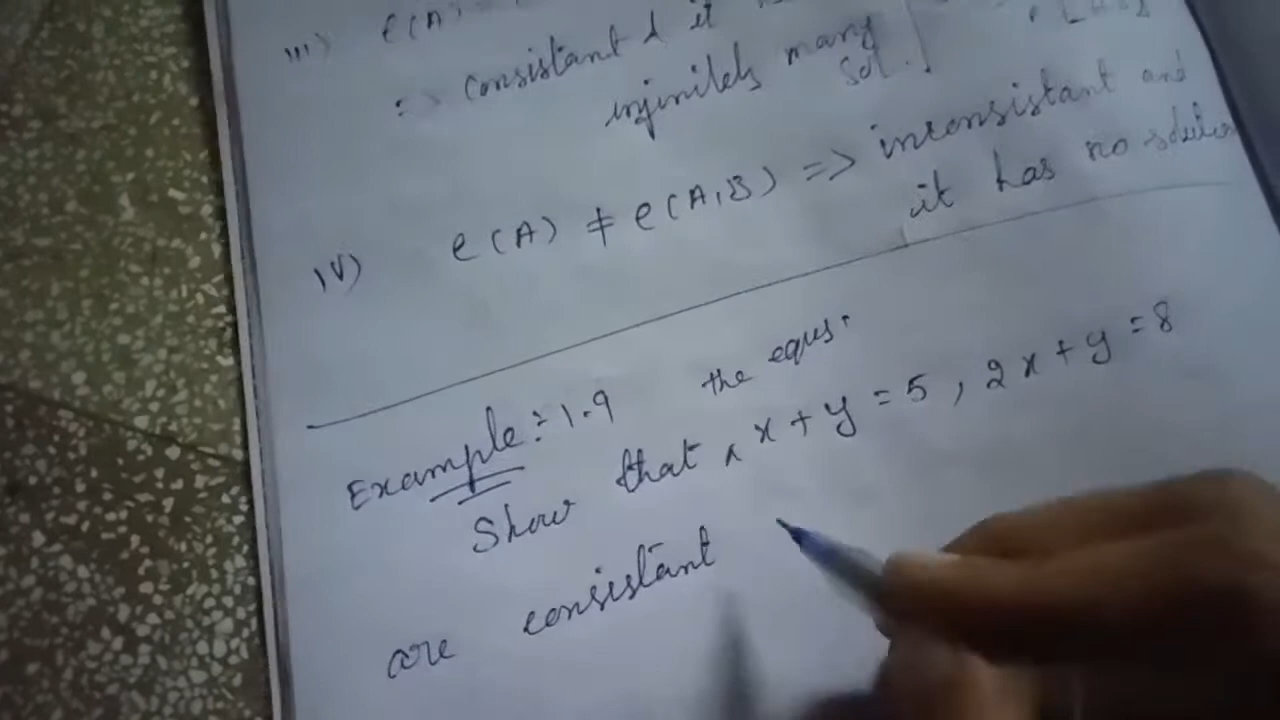 III) ρ(A)
=> consistant & it
infinitely many
sol.
IV) ρ(A) ≠ ρ(A,B) => inconsistant and
it has no solution
Example: 1.9
the equs.
Show that ^ x + y = 5, 2x + y = 8
are consistant